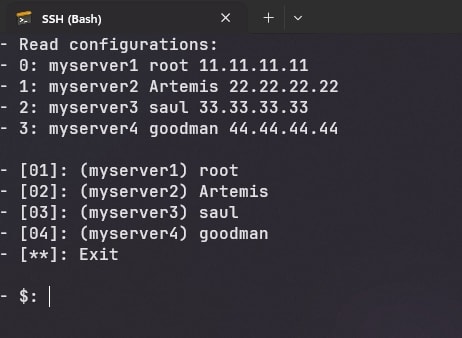 SSH (Bash)
- Read configurations:
- 0: myserver1 root 11.11.11.11
- 1: myserver2 Artemis 22.22.22.22
- 2: myserver3 saul 33.33.33.33
- 3: myserver4 goodman 44.44.44.44
- [01]: (myserver1) root
- [02]: (myserver2) Artemis
- [03]: (myserver3) saul
- [04]: (myserver4) goodman
- [**]: Exit
- $: